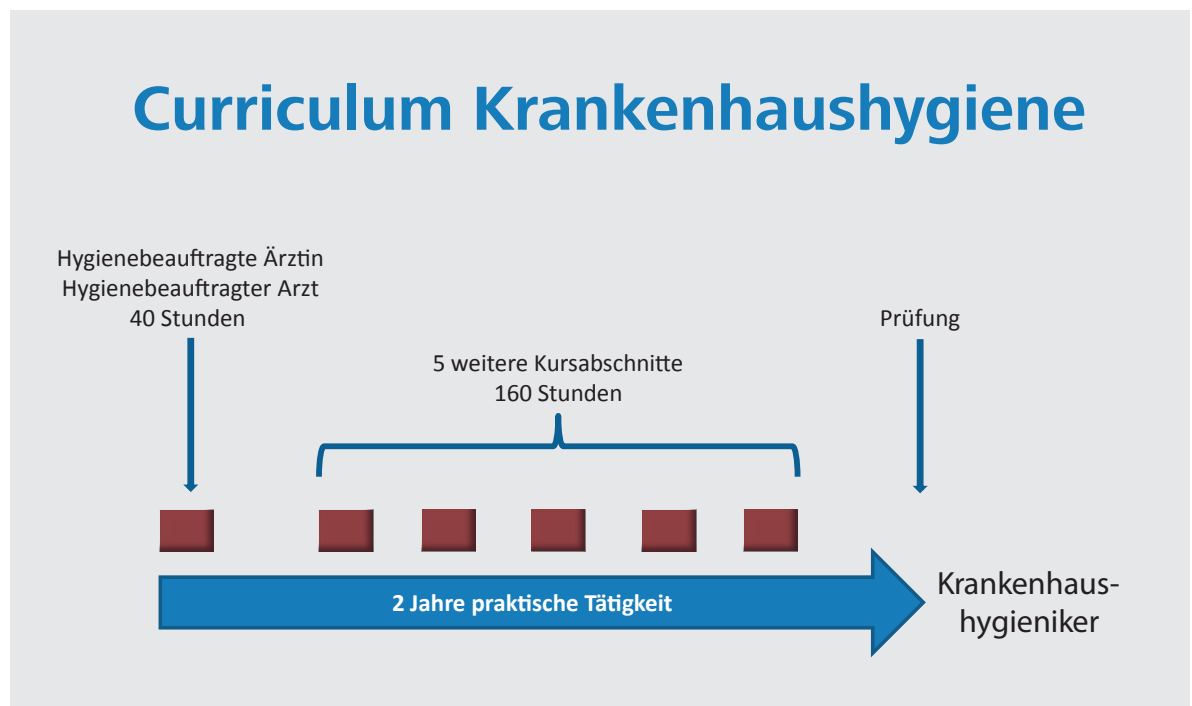 Curriculum Krankenhaushygiene
Hygienebeauftragte Ärztin
Hygienebeauftragter Arzt
40 Stunden
5 weitere Kursabschnitte
160 Stunden
Prüfung
2 Jahre praktische Tätigkeit
Krankenhaus-
hygieniker